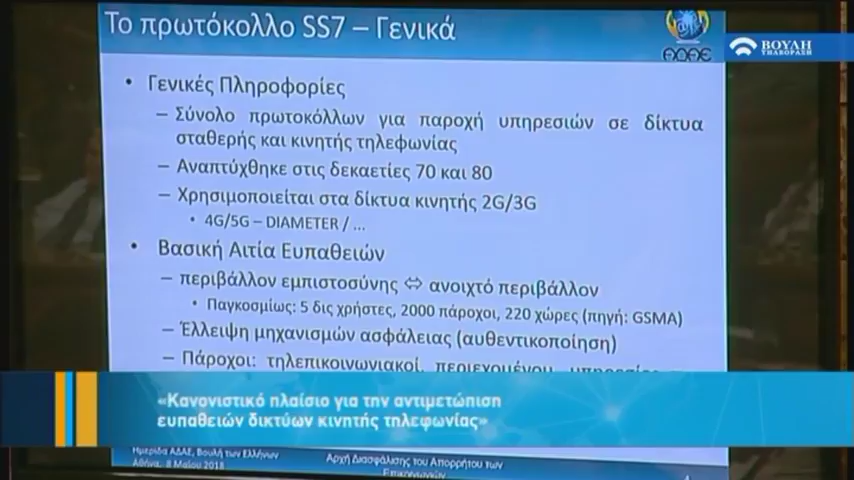 Το πρωτόκολλο SS7 – Γενικά
ΑΔΑΕ
ΒΟΥΛΗ
ΤΗΛΕΟΡΑΣΗ
• Γενικές Πληροφορίες
– Σύνολο πρωτοκόλλων για παροχή υπηρεσιών σε δίκτυα
σταθερής και κινητής τηλεφωνίας
– Αναπτύχθηκε στις δεκαετίες 70 και 80
– Χρησιμοποιείται στα δίκτυα κινητής 2G/3G
• 4G/5G – DIAMETER / ...
• Βασική Αιτία Ευπαθειών
– περιβάλλον εμπιστοσύνης ⇔ ανοιχτό περιβάλλον
• Παγκοσμίως: 5 δις χρήστες, 2000 πάροχοι, 220 χώρες (πηγή: GSMA)
– Έλλειψη μηχανισμών ασφάλειας (αυθεντικοποίηση)
– Πάροχοι: τηλεπικοινωνιακοί, περιεχομένου,
«Κανονιστικό πλαίσιο για την αντιμετώπιση
ευπαθειών δικτύων κινητής τηλεφωνίας»
Ημερίδα ΑΔΑΕ, Βουλή των Ελλήνων
Αθήνα, 8 Μαΐου 2018
Αρχή Διασφάλισης του Απορρήτου των
Επικοινωνιών